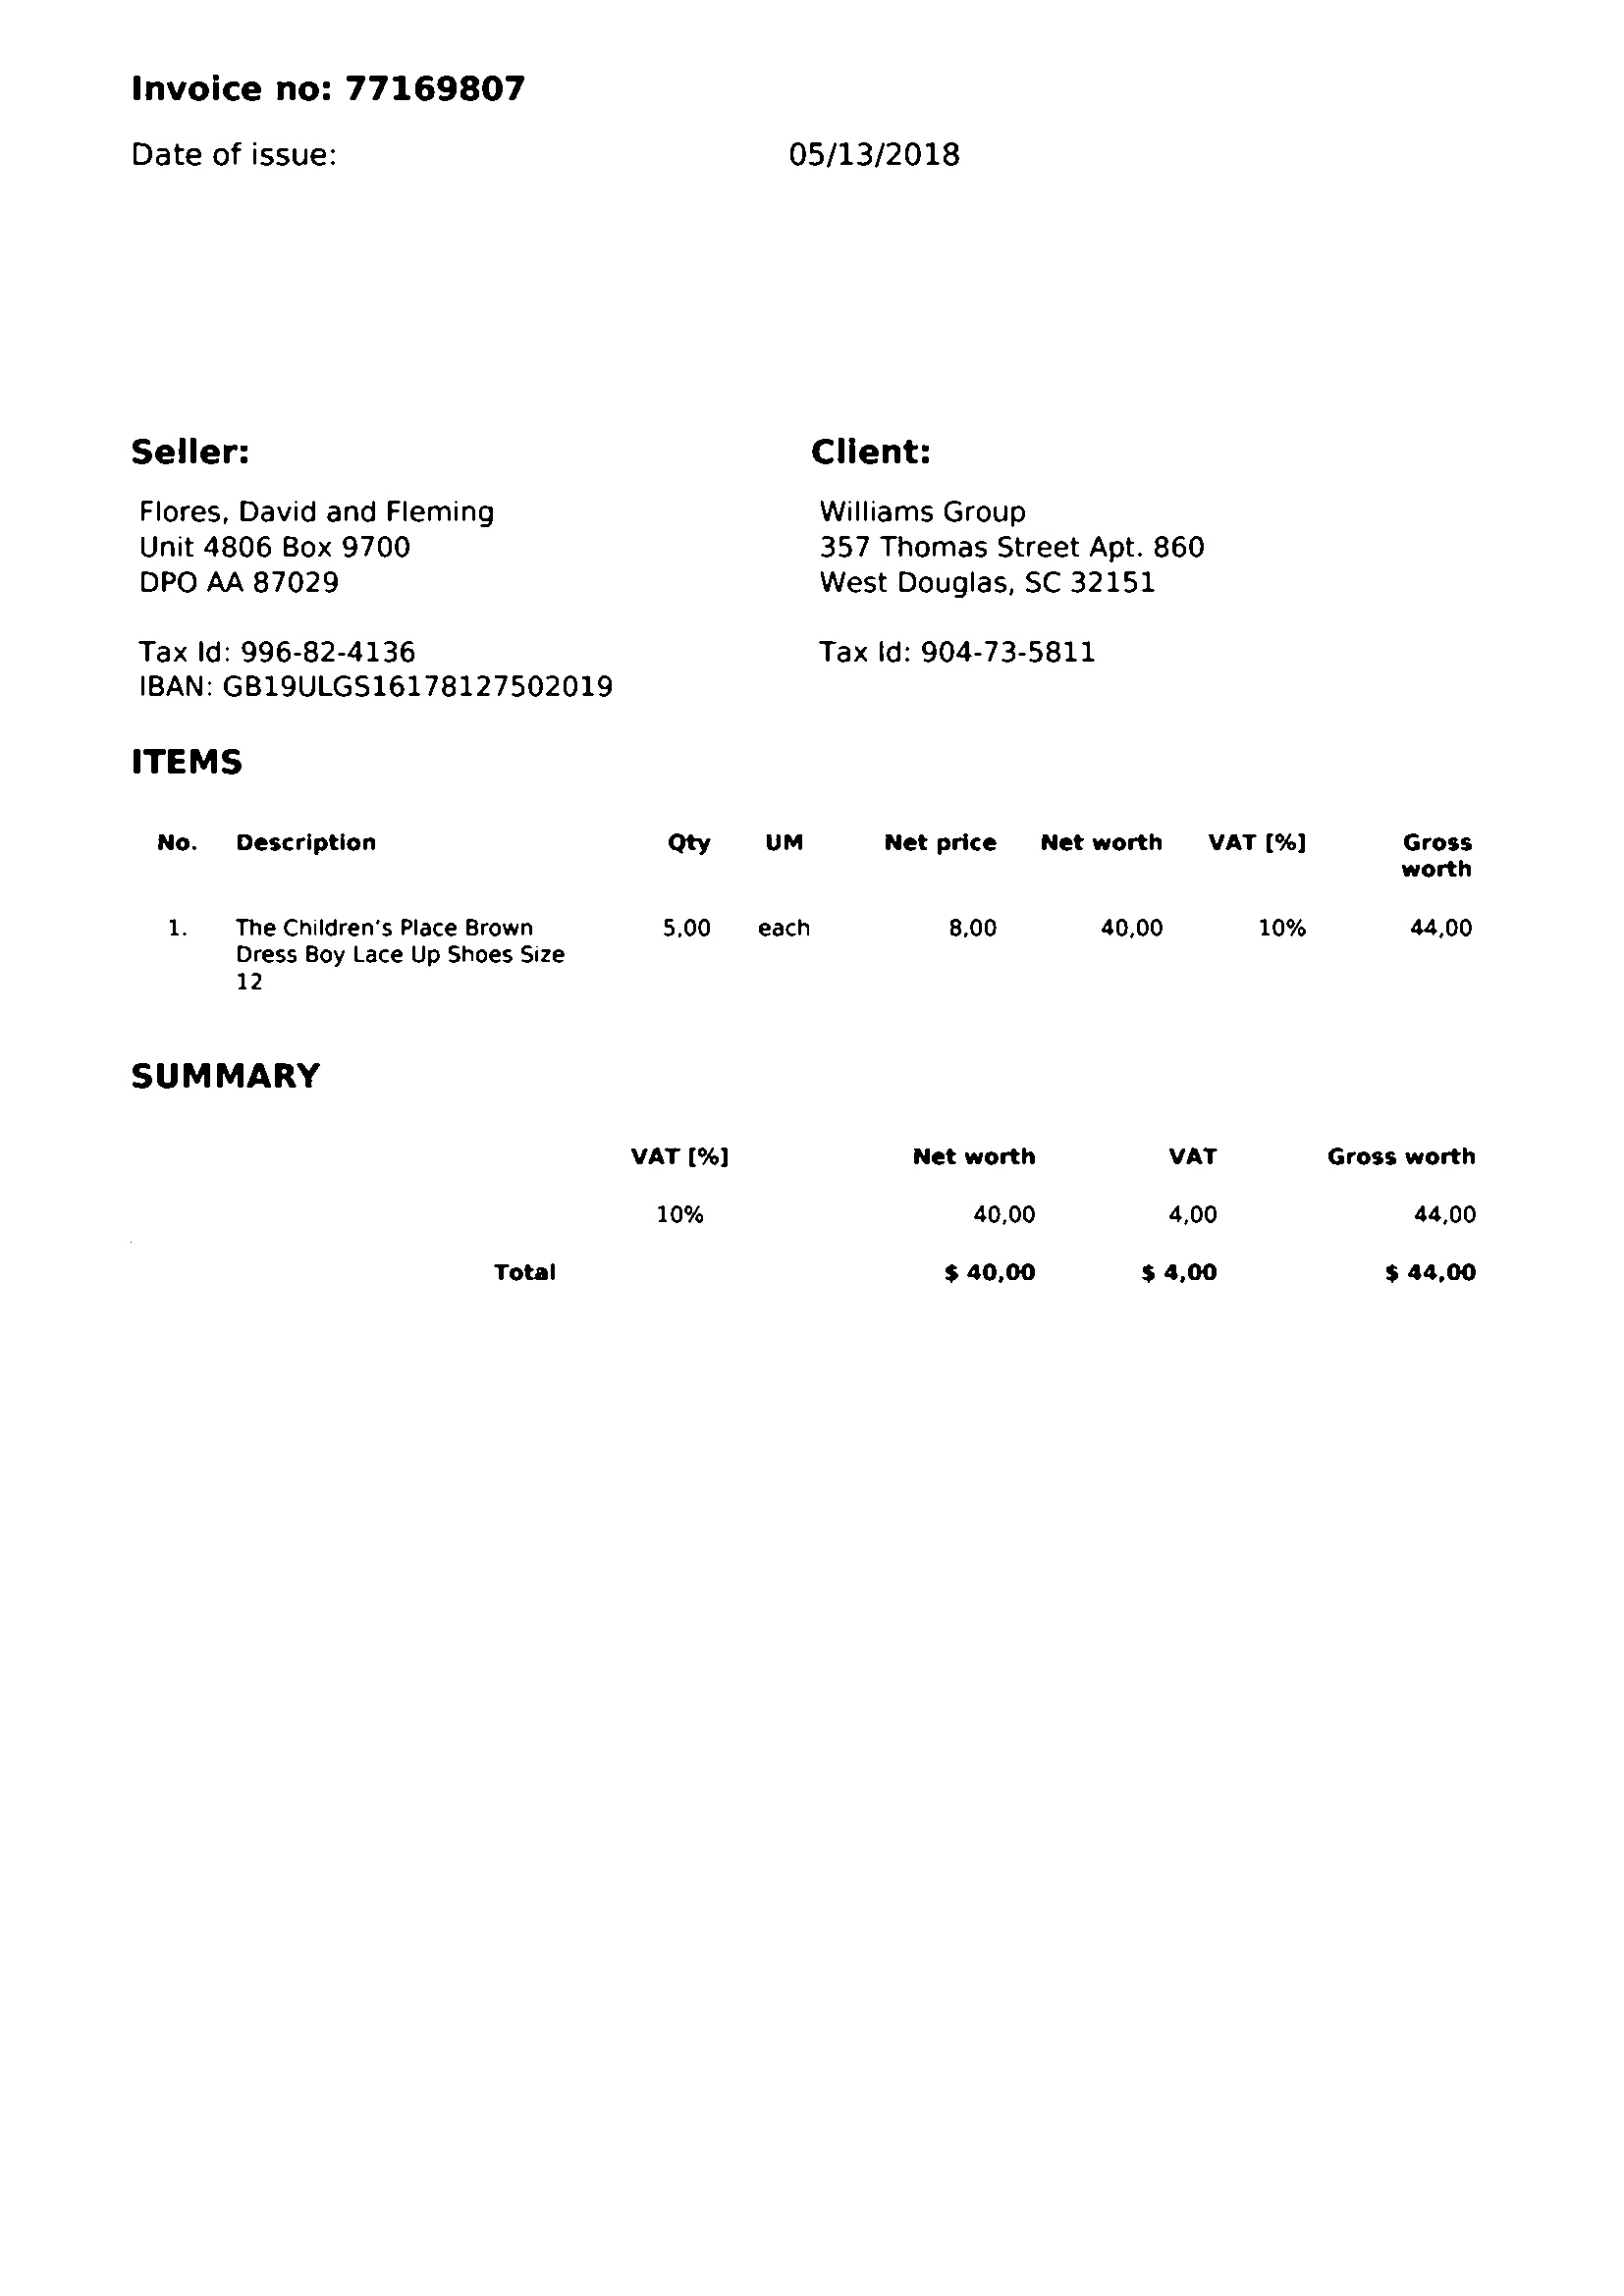 Invoice no: 77169807
Date of issue: 05/13/2018
Seller:
Flores, David and Fleming
Unit 4806 Box 9700
DPO AA 87029
Tax Id: 996-82-4136
IBAN: GB19ULGS16178127502019
Client:
Williams Group
357 Thomas Street Apt. 860
West Douglas, SC 32151
Tax Id: 904-73-5811
ITEMS
No. Description Qty UM Net price Net worth VAT [%] Gross
worth
1. The Children's Place Brown 5,00 each 8,00 40,00 10% 44,00
Dress Boy Lace Up Shoes Size
12
SUMMARY
VAT [%] Net worth VAT Gross worth
10% 40,00 4,00 44,00
Total $ 40,00 $ 4,00 $ 44,00